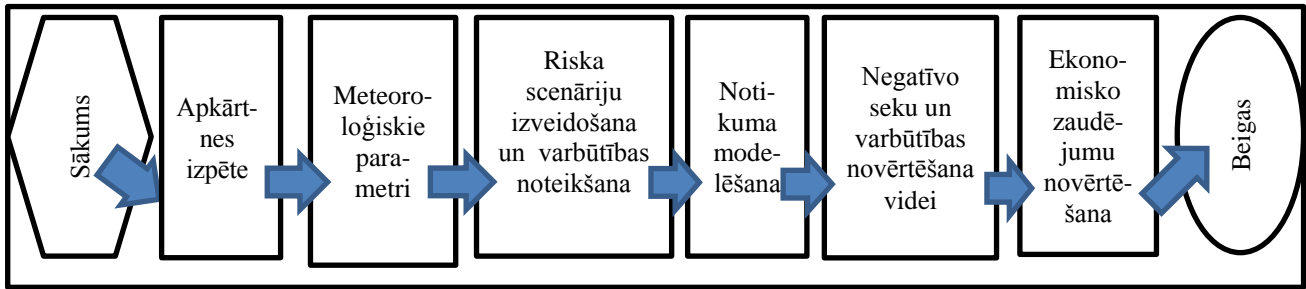 Sākums
Apkārt-
nes
izpēte
Meteoro-
loģiskie
para-
metri
Riska
scenāriju
izveidošana
un varbūtības
noteikšana
Noti-
kuma
mode-
lēšana
Negatīvo
seku un
varbūtības
novērtēšana
videi
Ekono-
misko
zaudē-
jumu
novērtē-
šana
Beigas